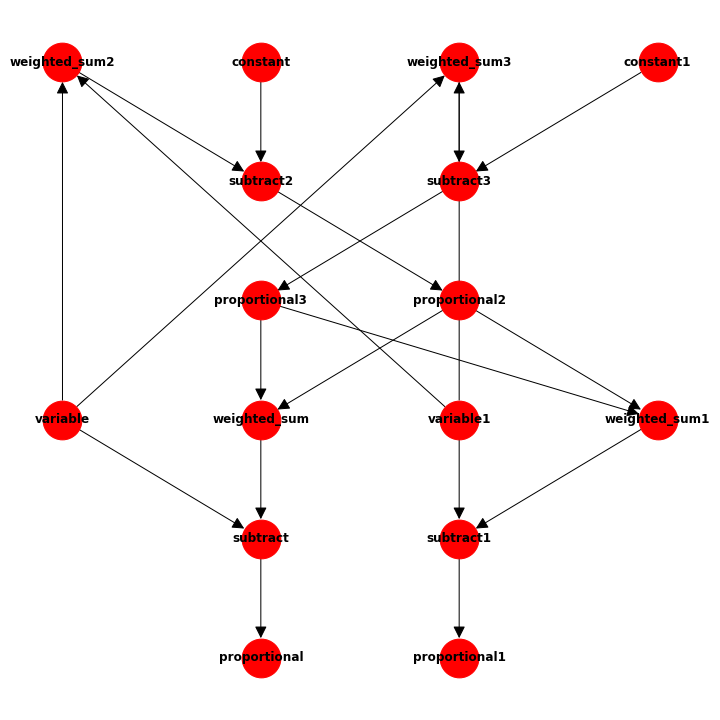 weighted_sum2
constant
weighted_sum3
constant1
subtract2
subtract3
proportional3
proportional2
variable
weighted_sum
variable1
weighted_sum1
subtract
subtract1
proportional
proportional1